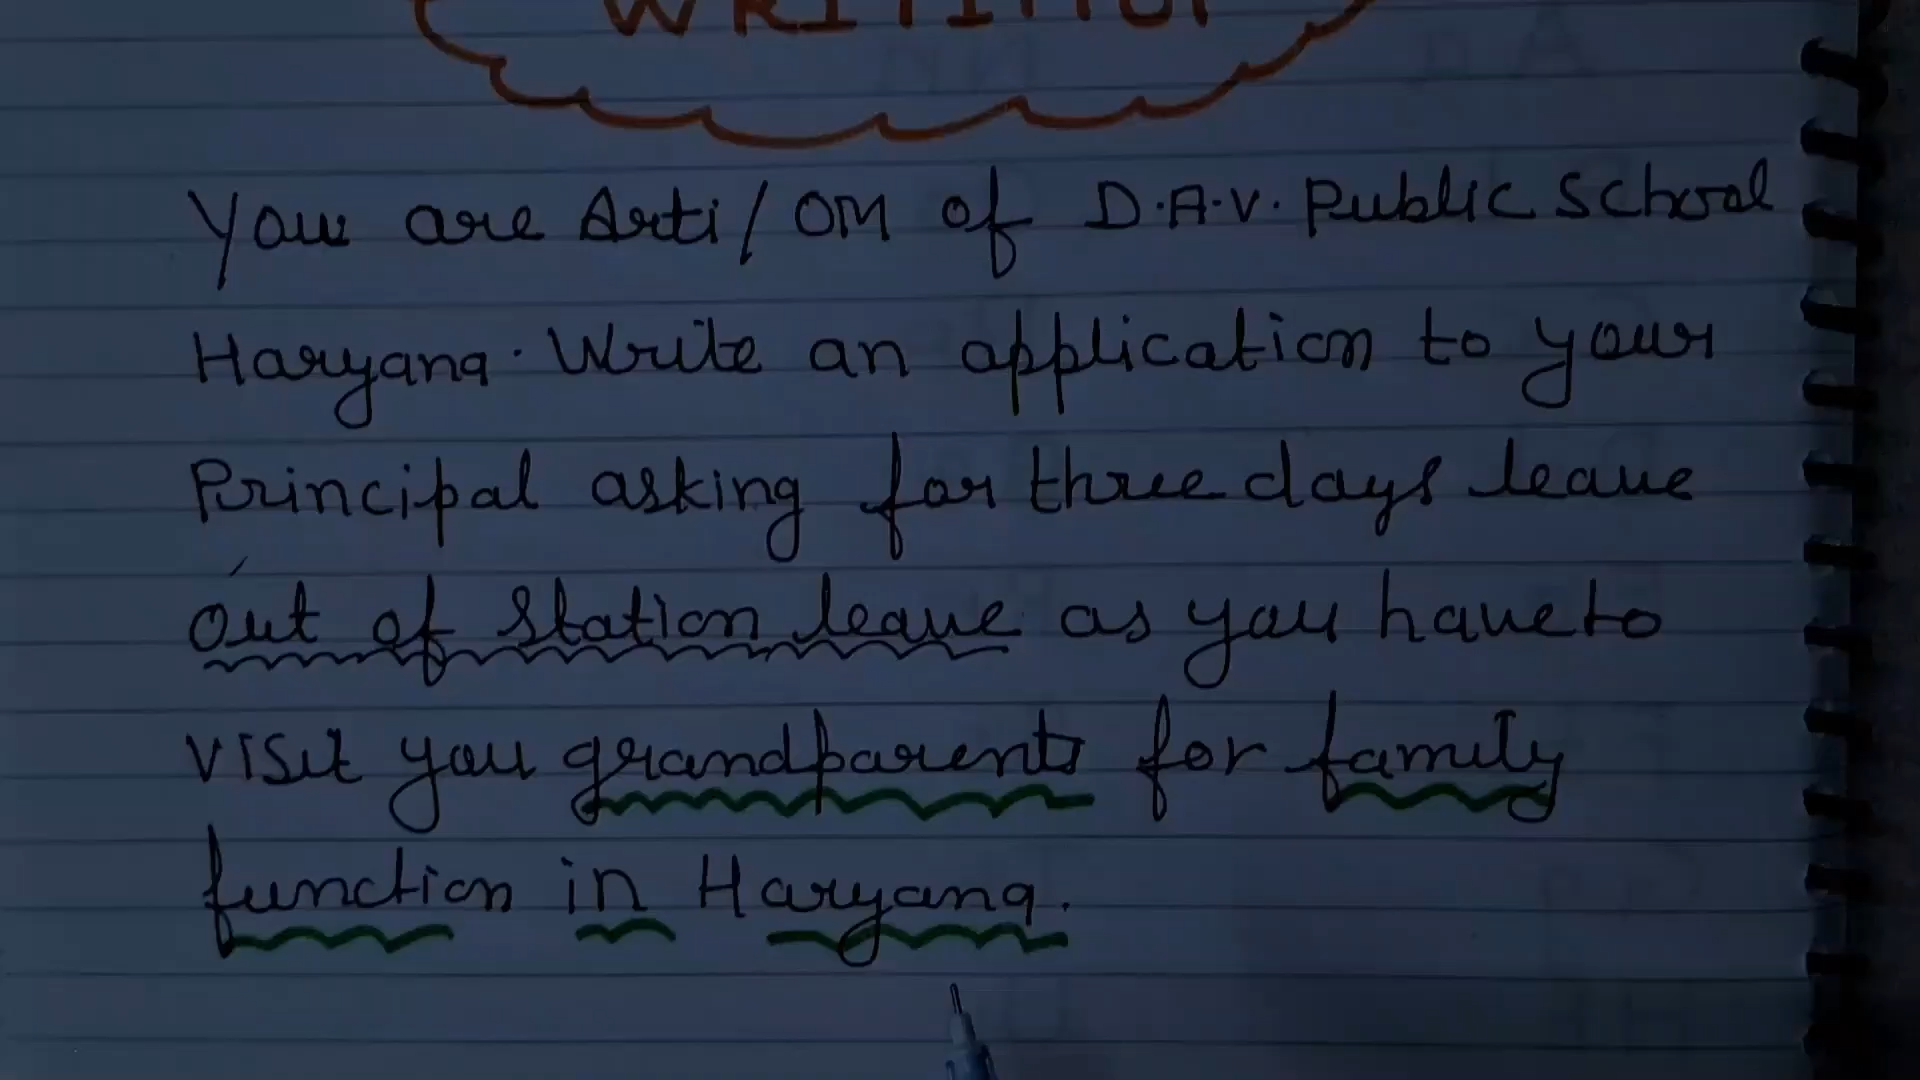 WRITING
You are Arti/OM of D.A.V. Public School
Haryana. Write an application to your
Principal asking for three days leave
out of station leave as you have to
visit you grandparents for family
function in Haryana.